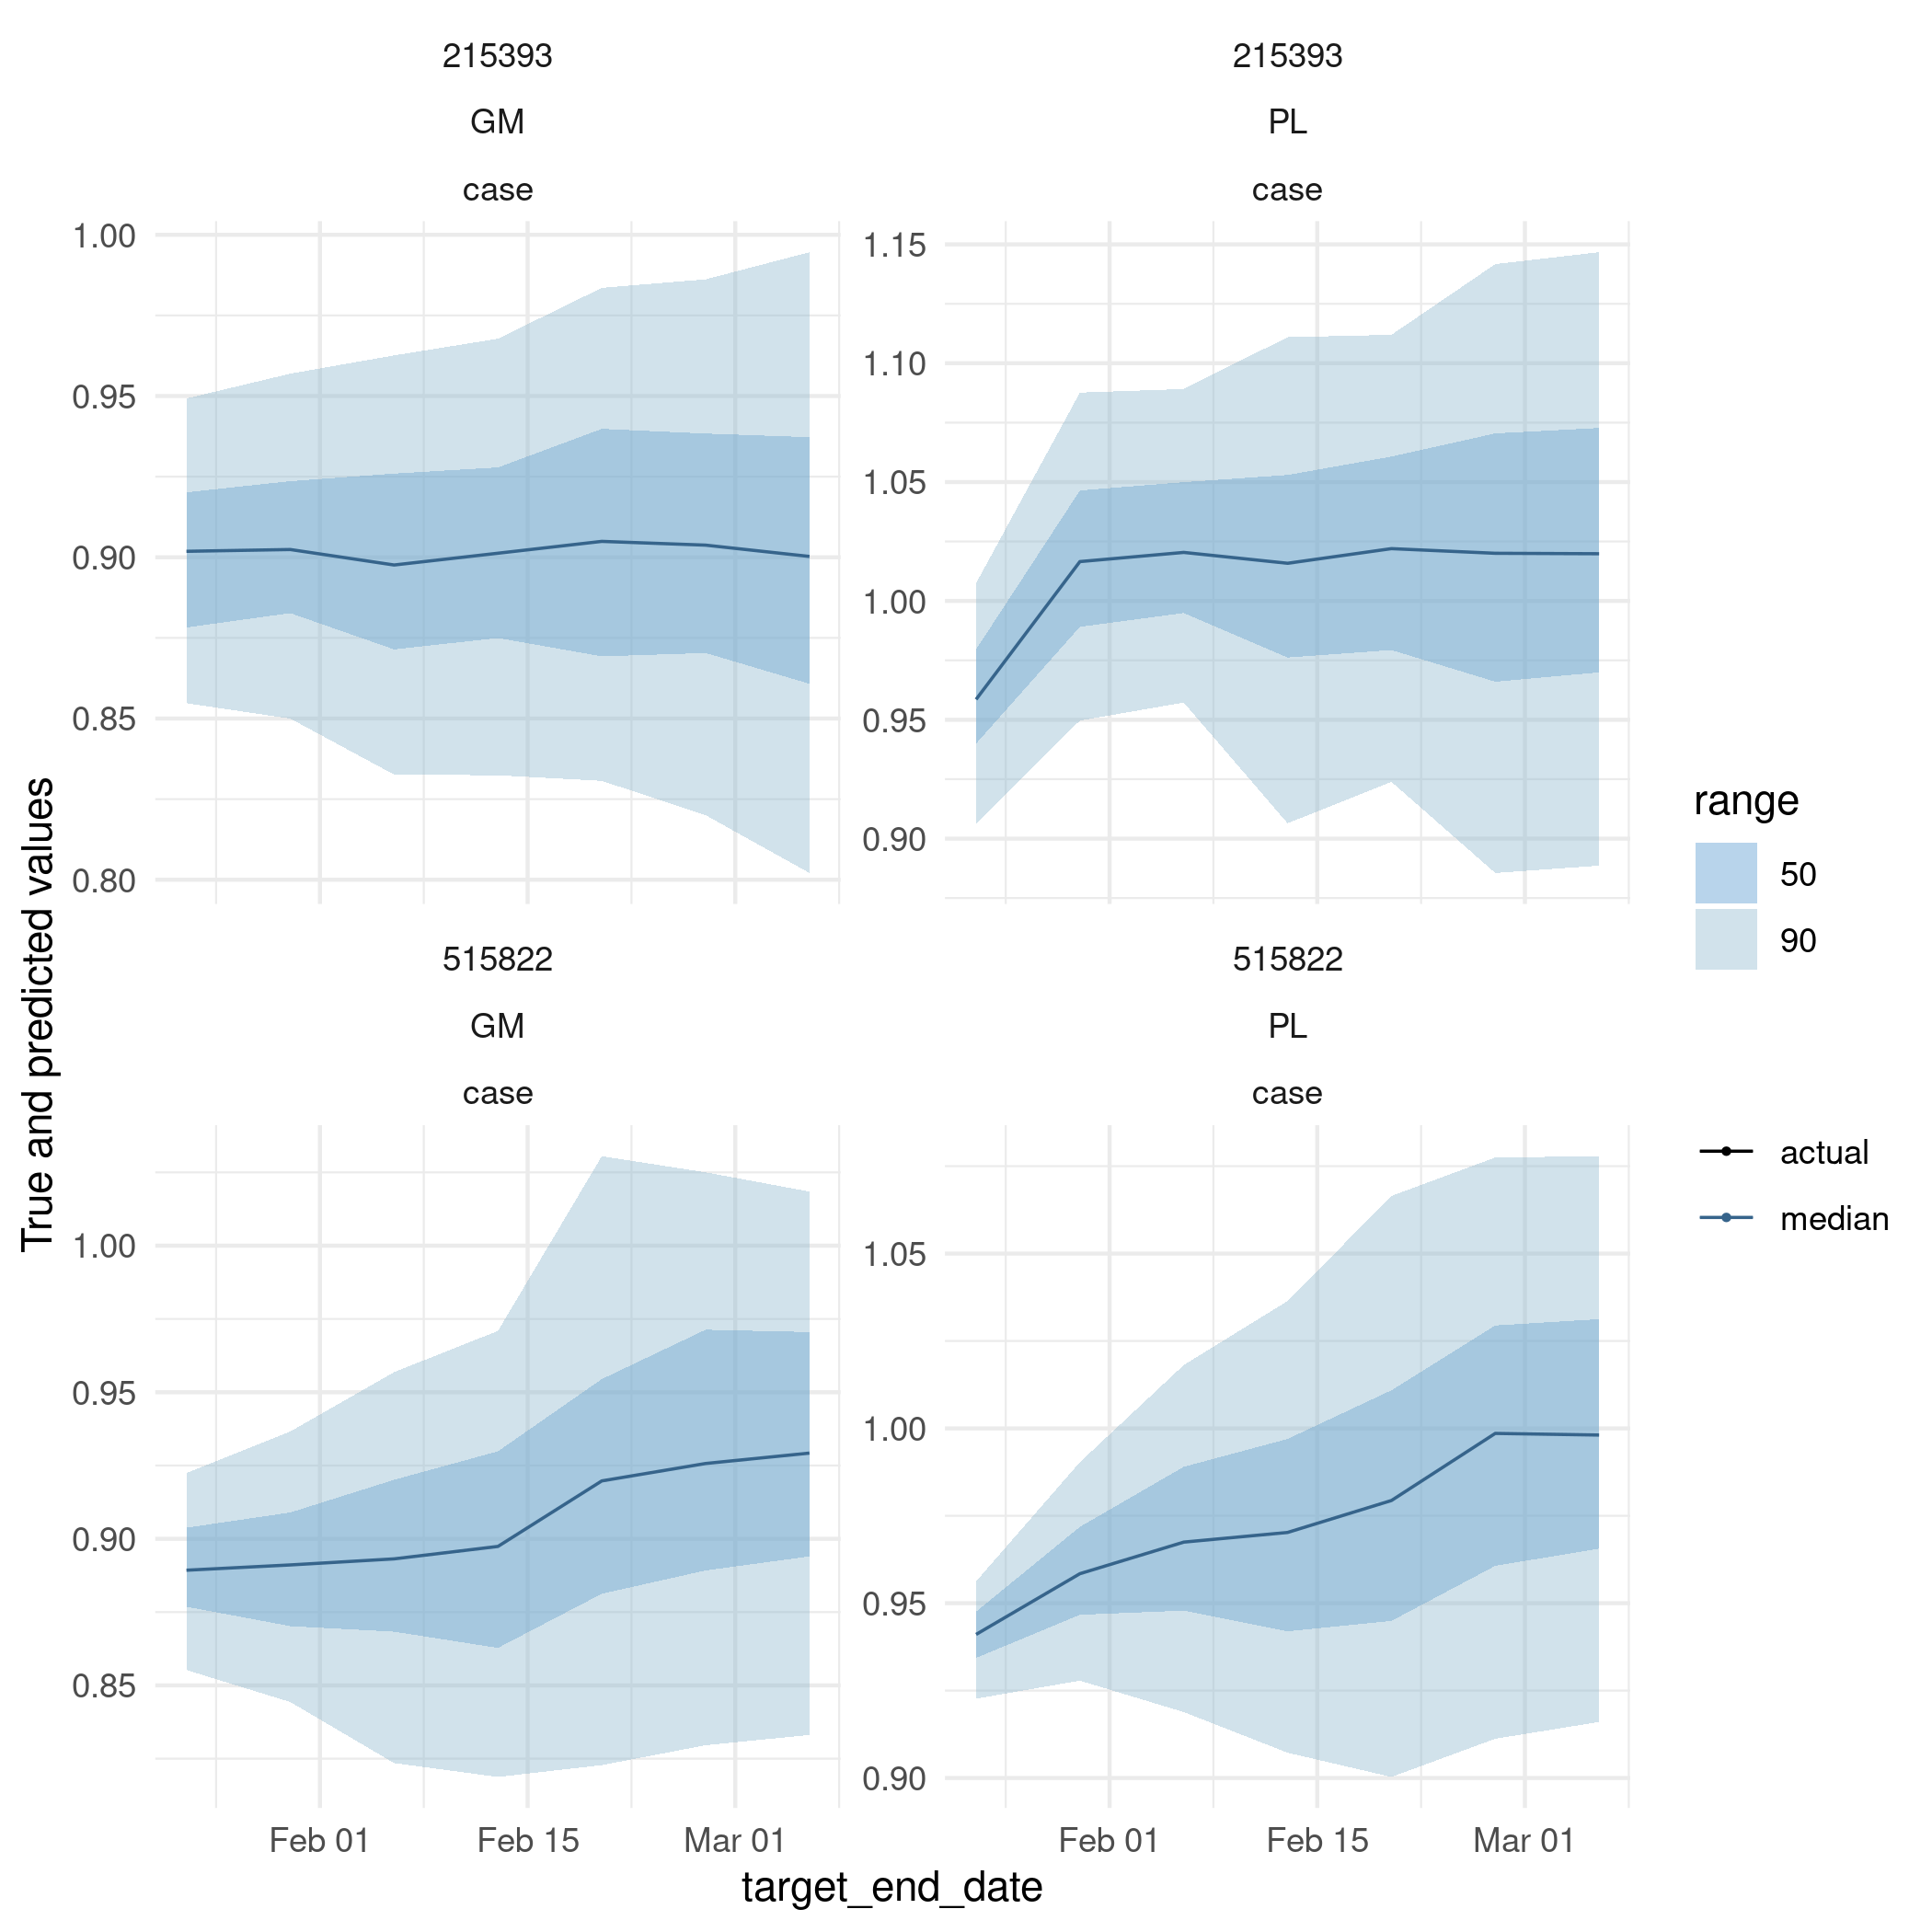 215393
GM
case
215393
PL
case
1.00
0.95
0.90
0.85
0.80
1.15
1.10
1.05
1.00
0.95
0.90
515822
GM
case
515822
PL
case
1.00
0.95
0.90
0.85
1.05
1.00
0.95
0.90
Feb 01
Feb 15
Mar 01
Feb 01
Feb 15
Mar 01
target_end_date
True and predicted values
range
50
90
actual
median